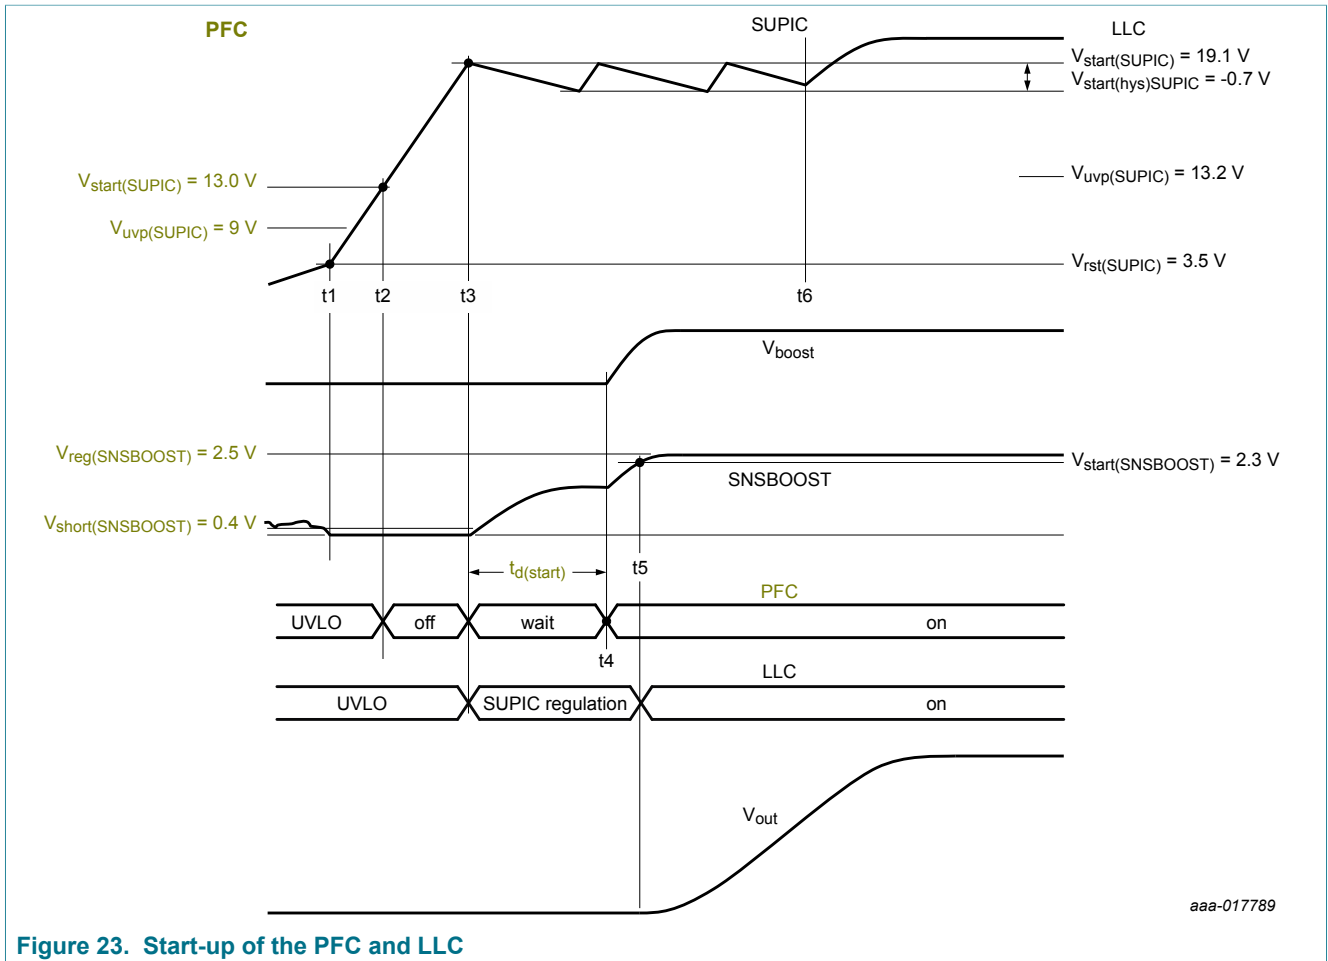 PFC
SUPIC
LLC
Vstart(SUPIC) = 19.1 V
Vstart(hys)SUPIC = -0.7 V
Vstart(SUPIC) = 13.0 V
Vuvp(SUPIC) = 13.2 V
Vuvp(SUPIC) = 9 V
Vrst(SUPIC) = 3.5 V
t1
t2
t3
t6
Vboost
Vreg(SNSBOOST) = 2.5 V
Vstart(SNSBOOST) = 2.3 V
SNSBOOST
Vshort(SNSBOOST) = 0.4 V
td(start)
t5
PFC
UVLO
off
wait
on
t4
LLC
UVLO
SUPIC regulation
on
Vout
aaa-017789
Figure 23. Start-up of the PFC and LLC